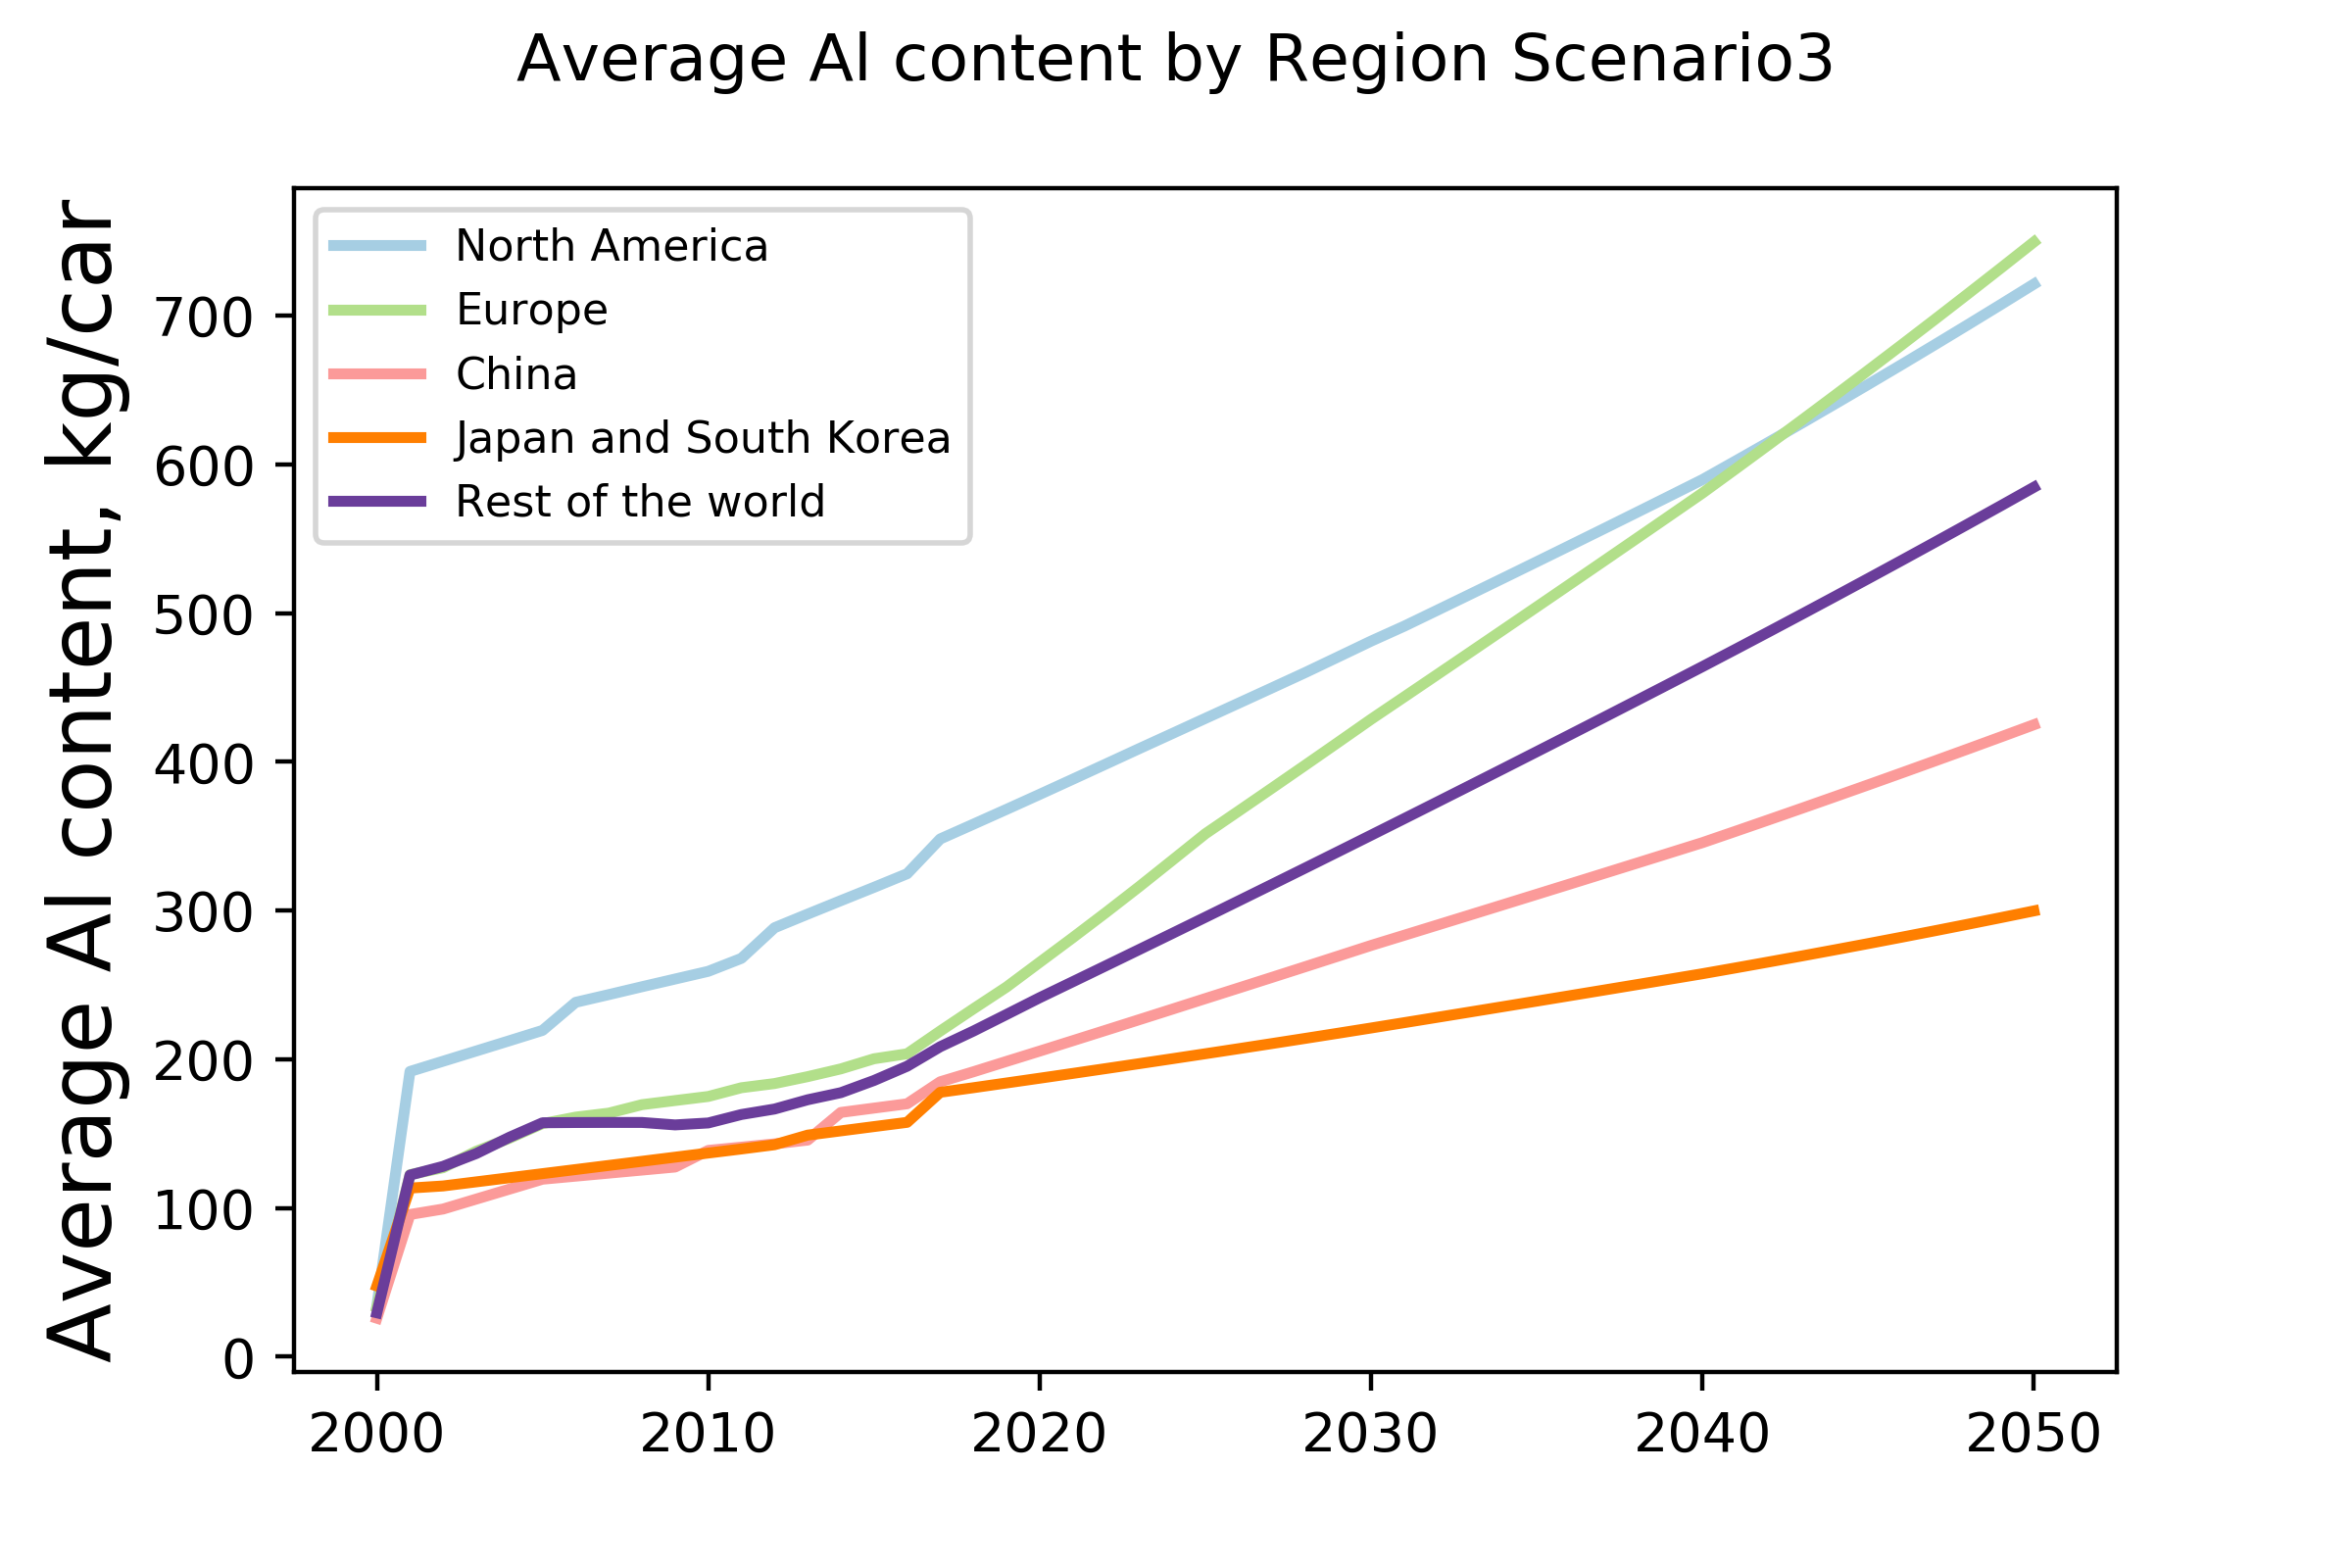 Average Al content by Region Scenario3
Average Al content, kg/car
North America
Europe
China
Japan and South Korea
Rest of the world
700
600
500
400
300
200
100
0
2000
2010
2020
2030
2040
2050